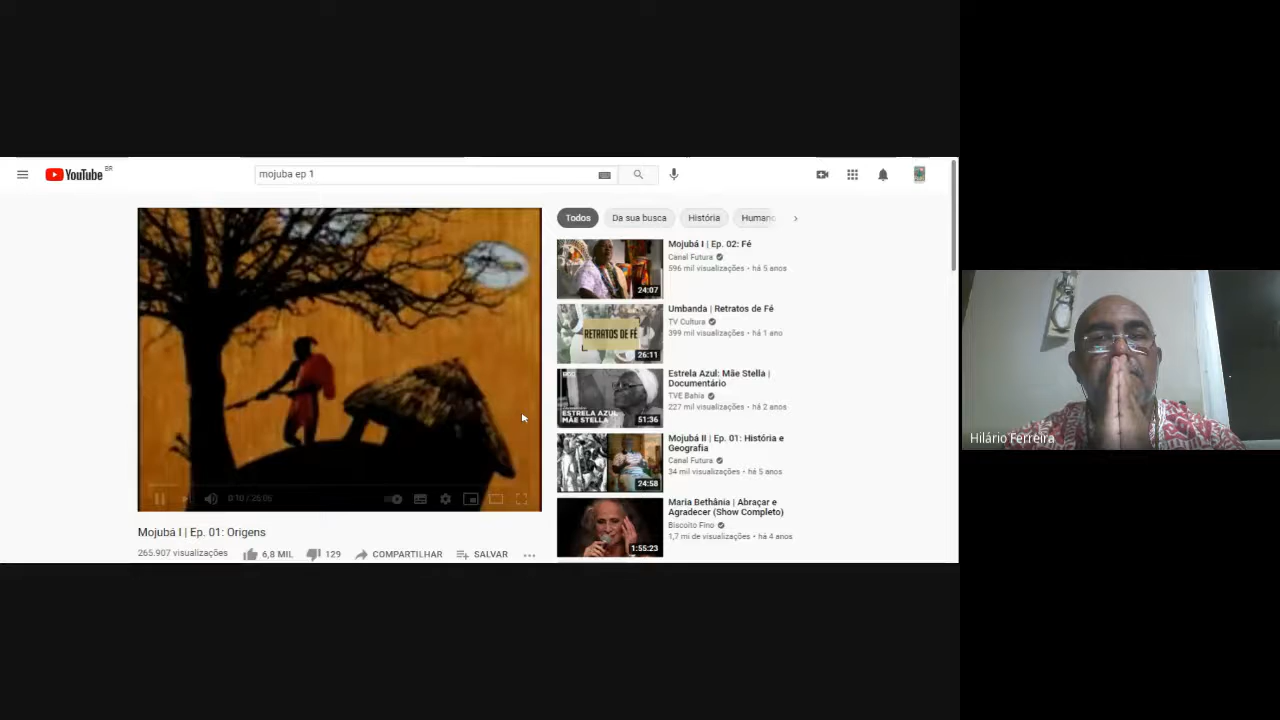 YouTube BR
mojuba ep 1
Todos
Da sua busca
História
Humano
Mojubá I | Ep. 02: Fé
Canal Futura
596 mil visualizações • há 5 anos
24:07
Umbanda | Retratos de Fé
TV Cultura
399 mil visualizações • há 1 ano
RETRATOS DE FÉ
26:11
Estrela Azul: Mãe Stella |
Documentário
TVE Bahia
227 mil visualizações • há 2 anos
ESTRELA AZUL
MÃE STELLA
51:36
Mojubá II | Ep. 01: História e
Geografia
Canal Futura
34 mil visualizações • há 5 anos
24:58
Maria Bethânia | Abraçar e
Agradecer (Show Completo)
Biscoito Fino
1,7 mi de visualizações • há 4 anos
1:55:23
0:10 / 26:06
Mojubá I | Ep. 01: Origens
265.907 visualizações
6,8 MIL
129
COMPARTILHAR
SALVAR
Hilário Ferreira